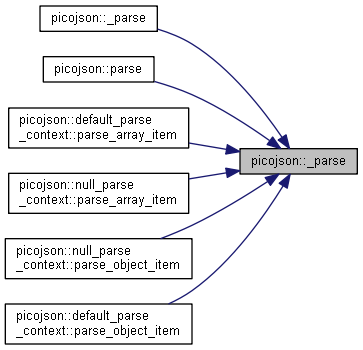 picojson::_parse
picojson::parse
picojson::default_parse
_context::parse_array_item
picojson::_parse
picojson::null_parse
_context::parse_array_item
picojson::null_parse
_context::parse_object_item
picojson::default_parse
_context::parse_object_item